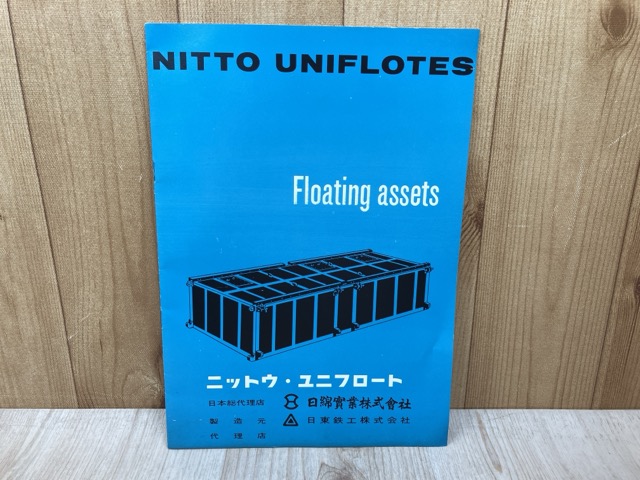 NITTO UNIFLOTES
Floating assets
ニットウ・ユニフロート
日本総代理店 日綿實業株式會社
製造元 日東鉄工株式会社
代理店